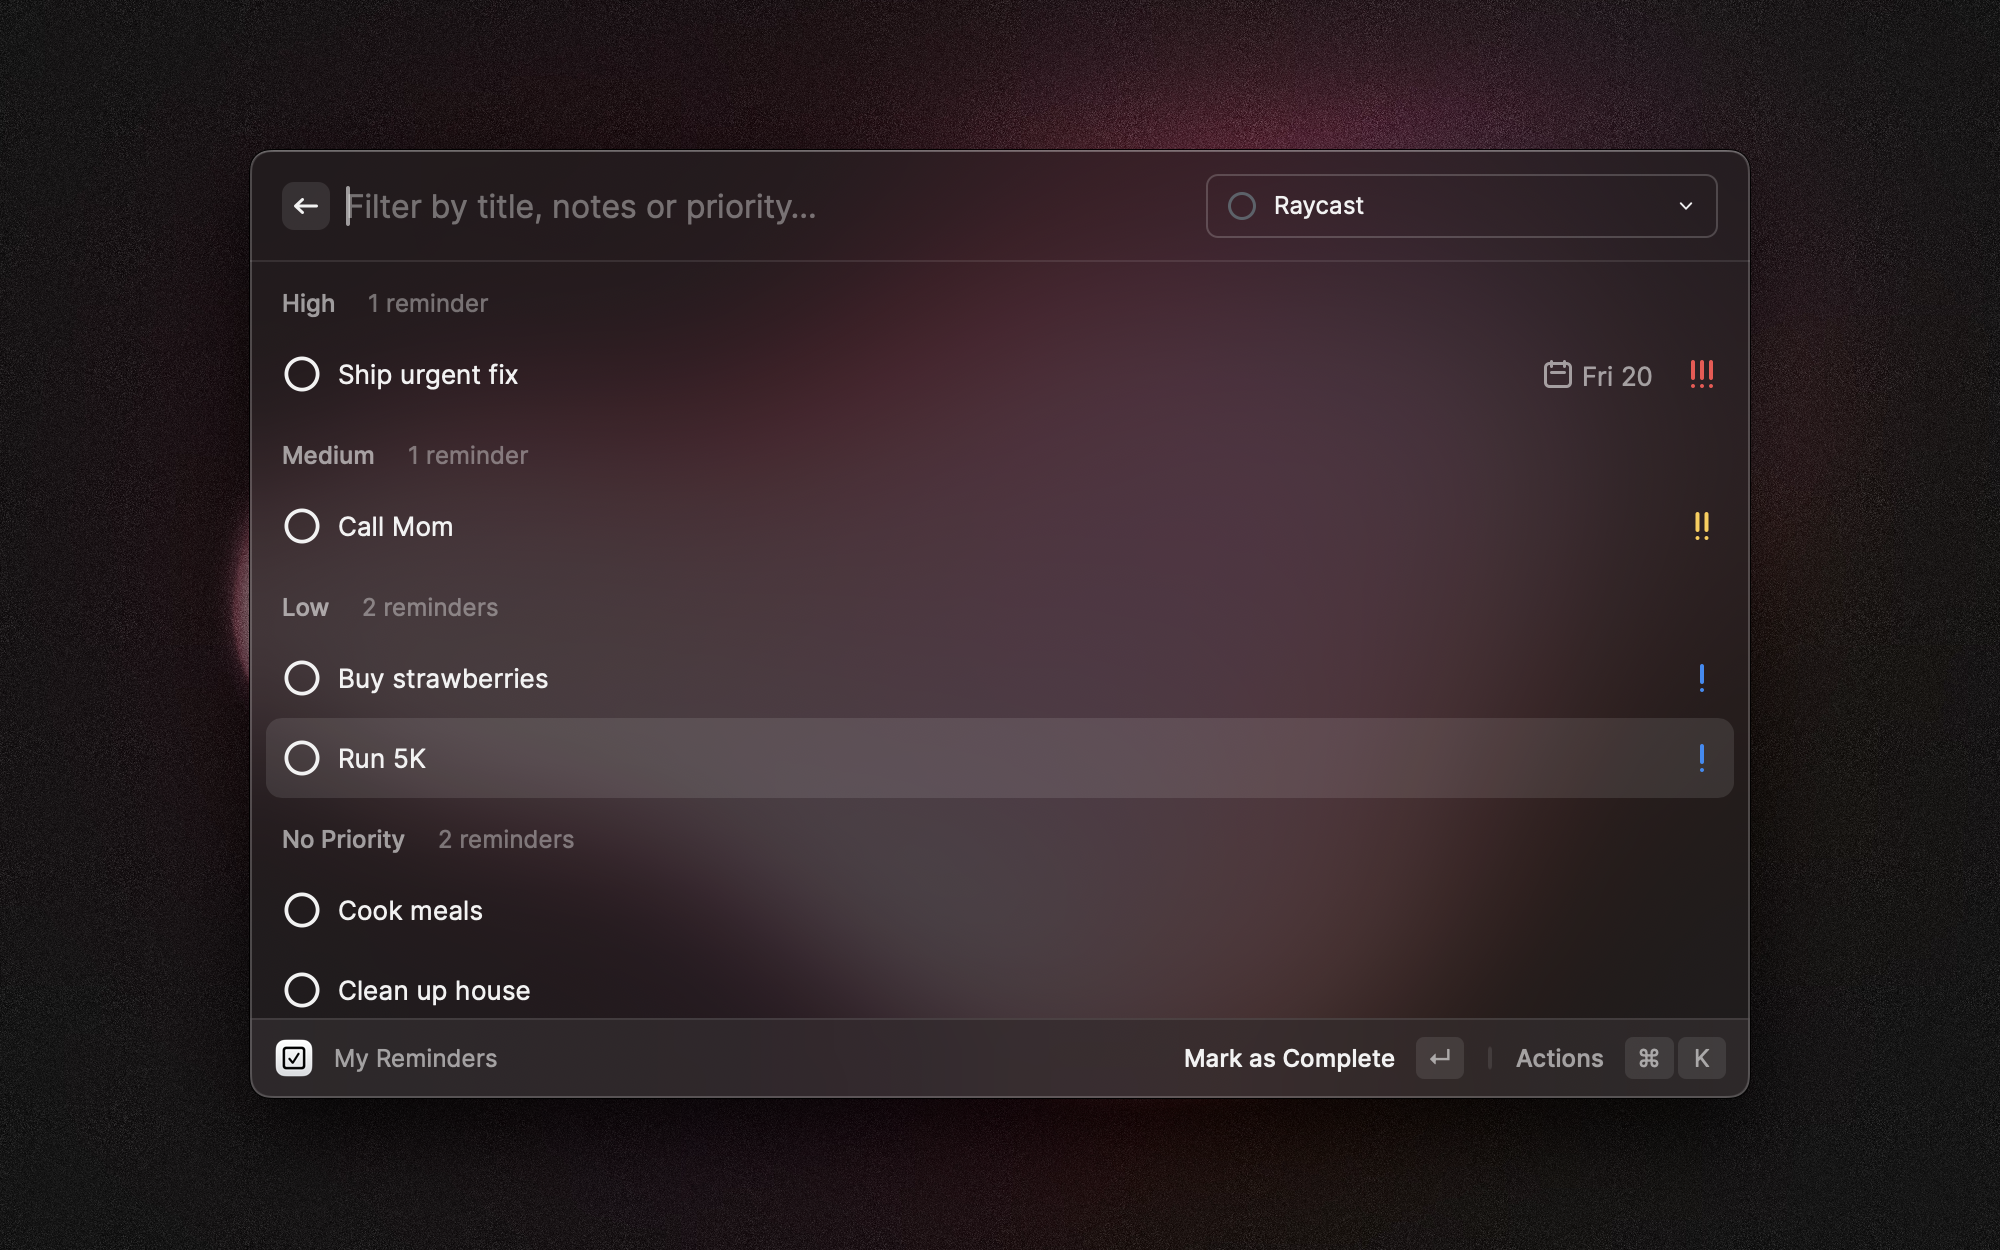 Filter by title, notes or priority...
Raycast
High 1 reminder
Ship urgent fix Fri 20 !!!
Medium 1 reminder
Call Mom !!
Low 2 reminders
Buy strawberries !
Run 5K !
No Priority 2 reminders
Cook meals
Clean up house
My Reminders Mark as Complete ↵ Actions ⌘ K